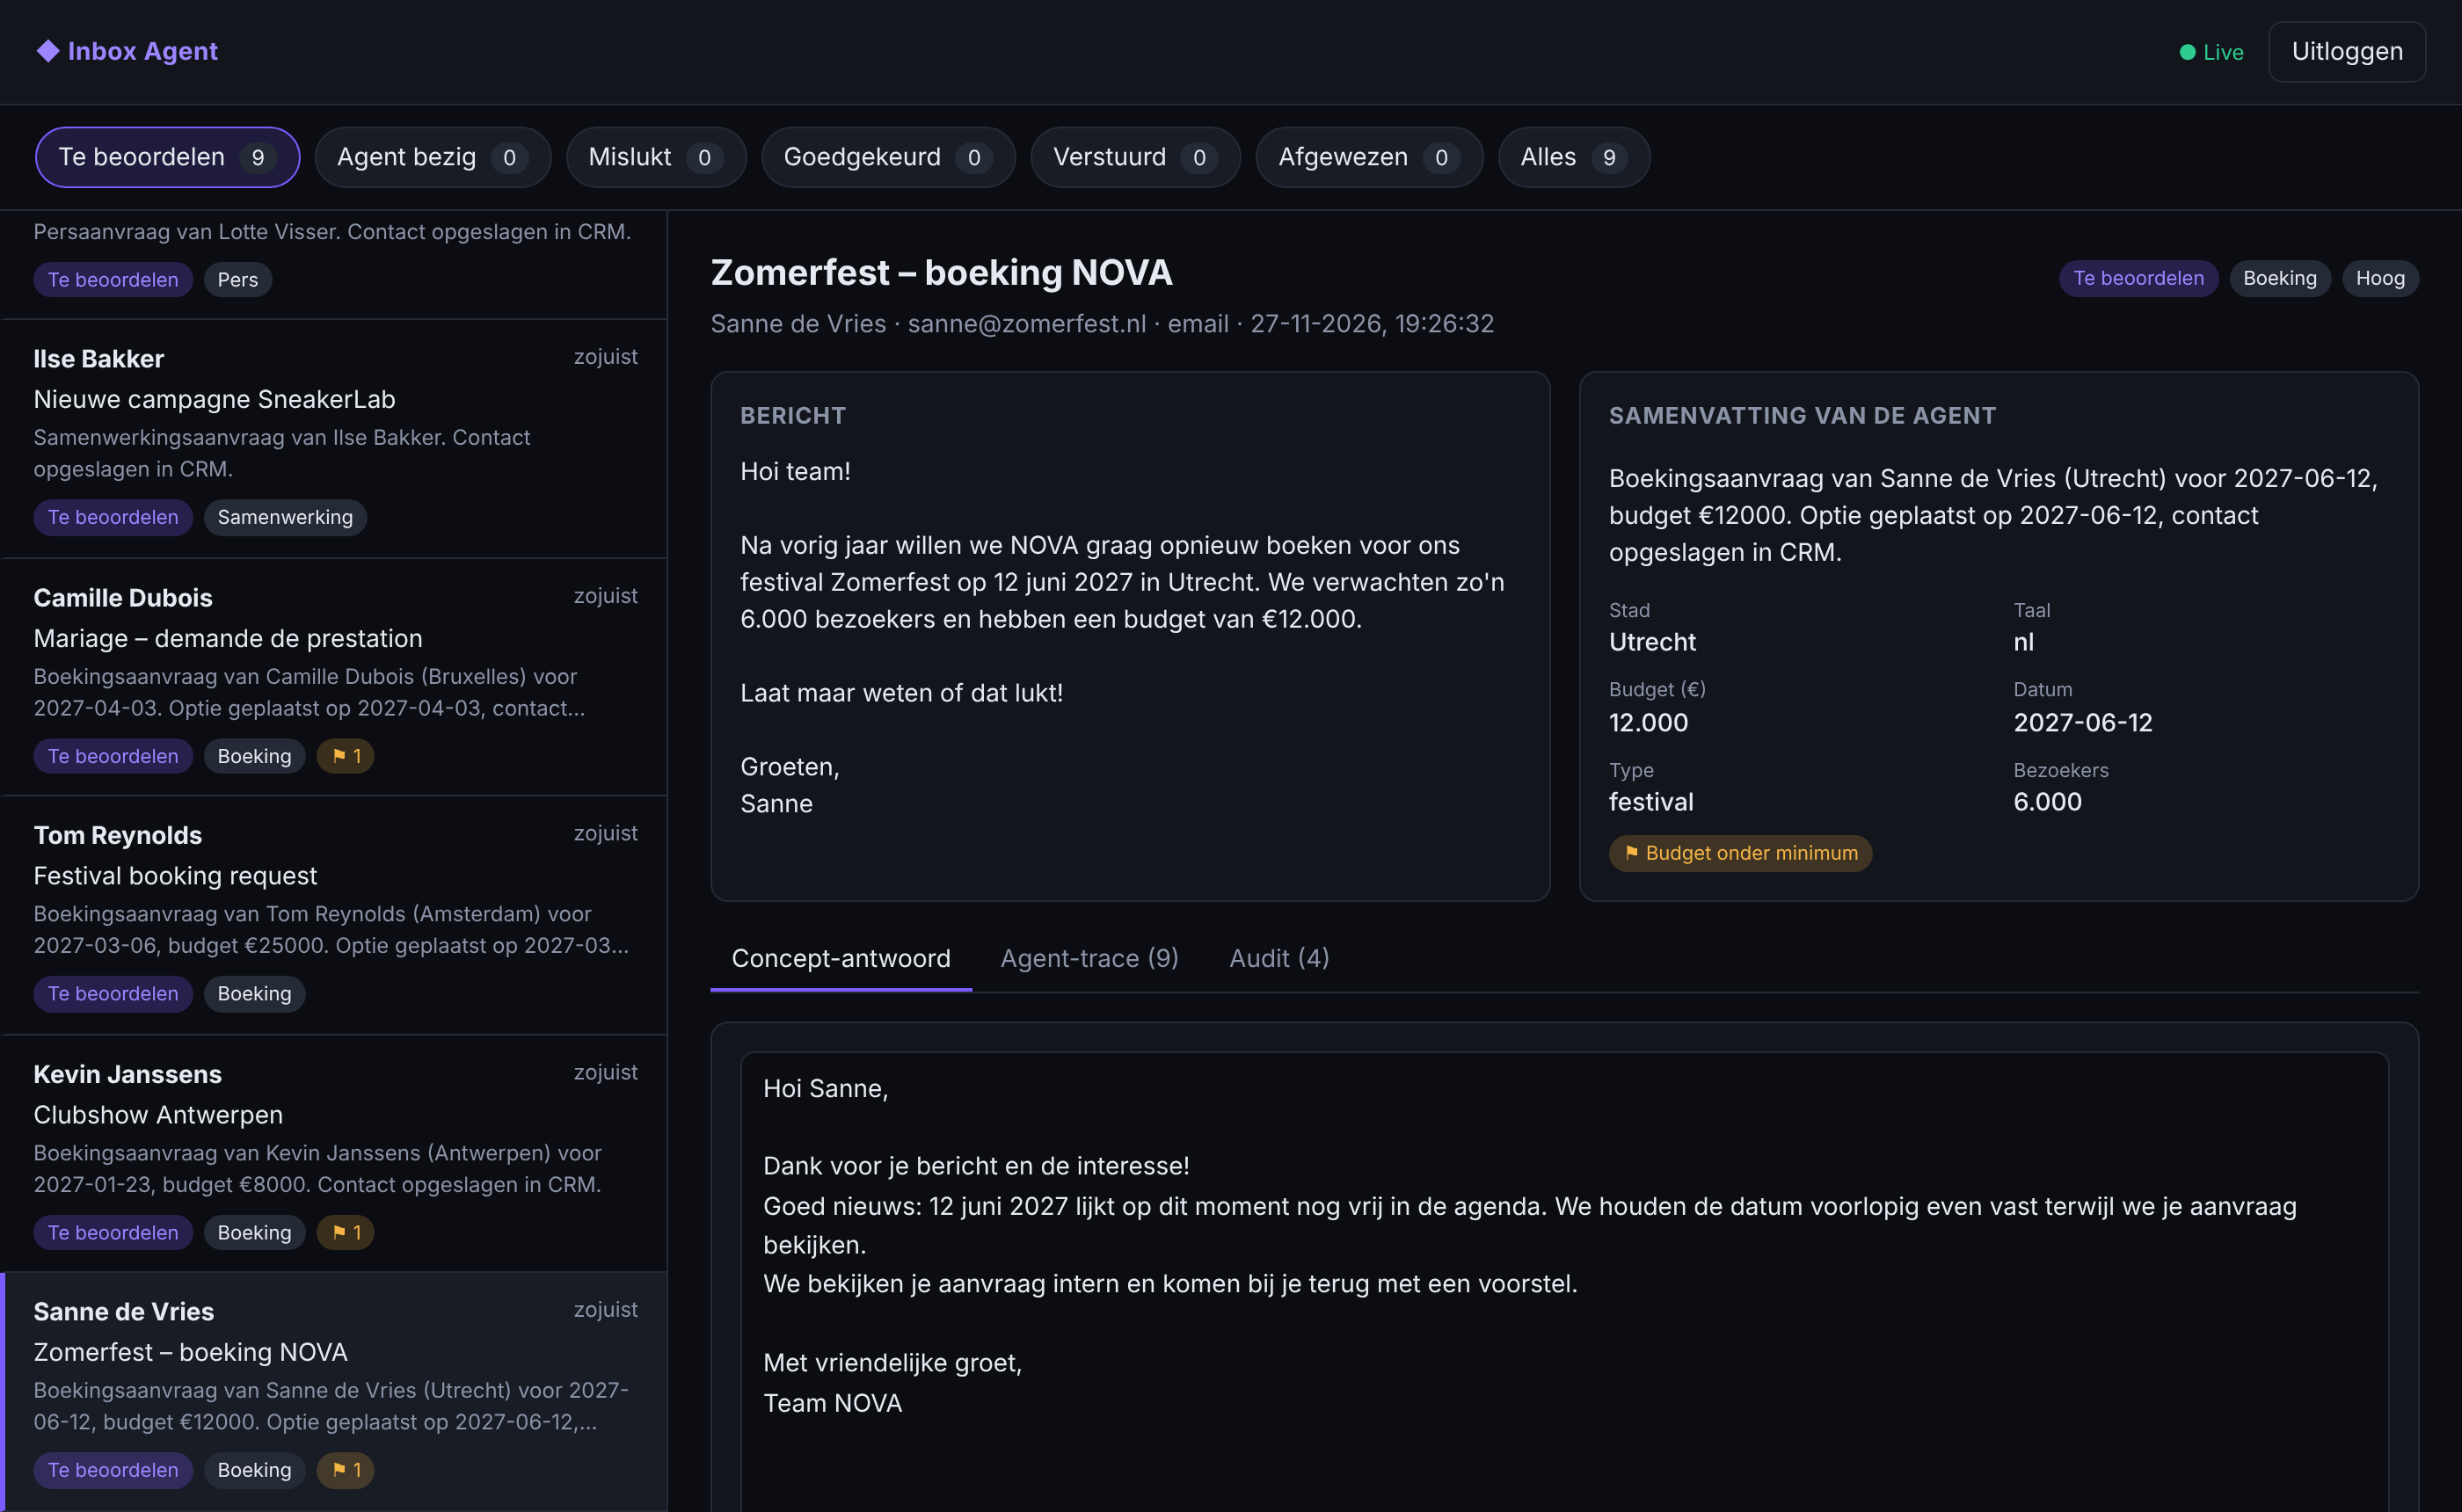 Inbox Agent
Live
Uitloggen
Te beoordelen 9
Agent bezig 0
Mislukt 0
Goedgekeurd 0
Verstuurd 0
Afgewezen 0
Alles 9
Persaanvraag van Lotte Visser. Contact opgeslagen in CRM.
Te beoordelen Pers
Ilse Bakker zojuist
Nieuwe campagne SneakerLab
Samenwerkingsaanvraag van Ilse Bakker. Contact
opgeslagen in CRM.
Te beoordelen Samenwerking
Camille Dubois zojuist
Mariage – demande de prestation
Boekingsaanvraag van Camille Dubois (Bruxelles) voor
2027-04-03. Optie geplaatst op 2027-04-03, contact...
Te beoordelen Boeking 1
Tom Reynolds zojuist
Festival booking request
Boekingsaanvraag van Tom Reynolds (Amsterdam) voor
2027-03-06, budget €25000. Optie geplaatst op 2027-03...
Te beoordelen Boeking
Kevin Janssens zojuist
Clubshow Antwerpen
Boekingsaanvraag van Kevin Janssens (Antwerpen) voor
2027-01-23, budget €8000. Contact opgeslagen in CRM.
Te beoordelen Boeking 1
Sanne de Vries zojuist
Zomerfest – boeking NOVA
Boekingsaanvraag van Sanne de Vries (Utrecht) voor 2027-
06-12, budget €12000. Optie geplaatst op 2027-06-12,...
Te beoordelen Boeking 1
Zomerfest – boeking NOVA
Te beoordelen Boeking Hoog
Sanne de Vries · sanne@zomerfest.nl · email · 27-11-2026, 19:26:32
BERICHT
Hoi team!
Na vorig jaar willen we NOVA graag opnieuw boeken voor ons
festival Zomerfest op 12 juni 2027 in Utrecht. We verwachten zo'n
6.000 bezoekers en hebben een budget van €12.000.
Laat maar weten of dat lukt!
Groeten,
Sanne
SAMENVATTING VAN DE AGENT
Boekingsaanvraag van Sanne de Vries (Utrecht) voor 2027-06-12,
budget €12000. Optie geplaatst op 2027-06-12, contact
opgeslagen in CRM.
Stad Taal
Utrecht nl
Budget (€) Datum
12.000 2027-06-12
Type Bezoekers
festival 6.000
Budget onder minimum
Concept-antwoord Agent-trace (9) Audit (4)
Hoi Sanne,
Dank voor je bericht en de interesse!
Goed nieuws: 12 juni 2027 lijkt op dit moment nog vrij in de agenda. We houden de datum voorlopig even vast terwijl we je aanvraag
bekijken.
We bekijken je aanvraag intern en komen bij je terug met een voorstel.
Met vriendelijke groet,
Team NOVA